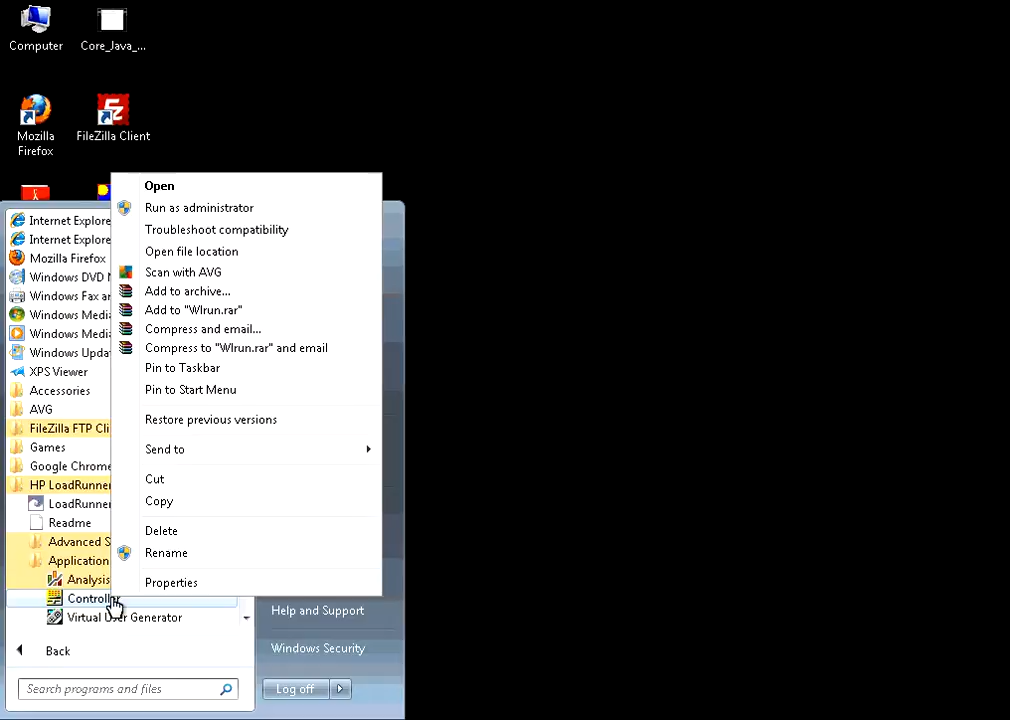 Computer
Core_Java_...
Mozilla
Firefox
FileZilla Client
Open
Run as administrator
Troubleshoot compatibility
Open file location
Scan with AVG
Add to archive...
Add to "Wlrun.rar"
Compress and email...
Compress to "Wlrun.rar" and email
Pin to Taskbar
Pin to Start Menu
Restore previous versions
Send to
Cut
Copy
Delete
Rename
Properties
Internet Explore
Internet Explore
Mozilla Firefox
Windows DVD
Windows Fax a
Windows Medi
Windows Medi
Windows Upda
XPS Viewer
Accessories
AVG
FileZilla FTP Cli
Games
Google Chrome
HP LoadRunner
LoadRunner
Readme
Advanced S
Application
Analysis
Controller
Virtual User Generator
Back
Search programs and files
Help and Support
Windows Security
Log off